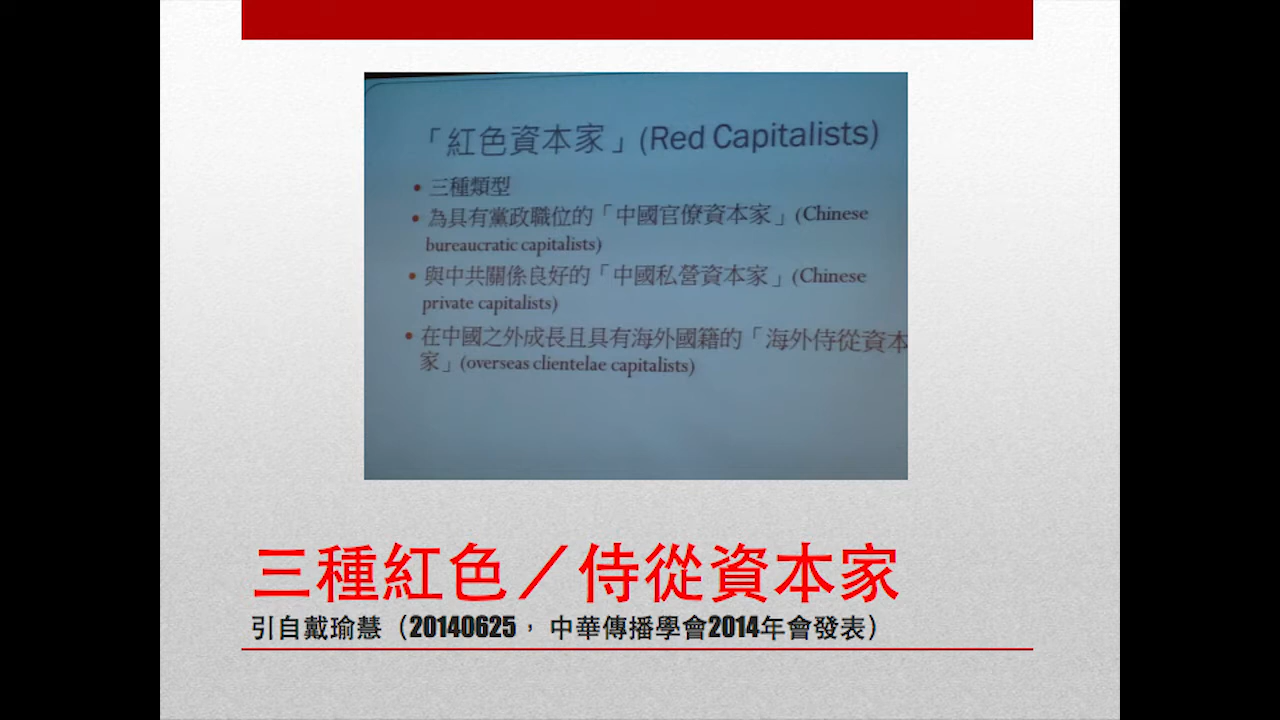 「紅色資本家」(Red Capitalists)
• 三種類型
• 為具有黨政職位的「中國官僚資本家」(Chinese
bureaucratic capitalists)
• 與中共關係良好的「中國私營資本家」(Chinese
private capitalists)
• 在中國之外成長且具有海外國籍的「海外侍從資本
家」(overseas clientelae capitalists)
三種紅色／侍從資本家
引自戴瑜慧（20140625， 中華傳播學會2014年會發表）